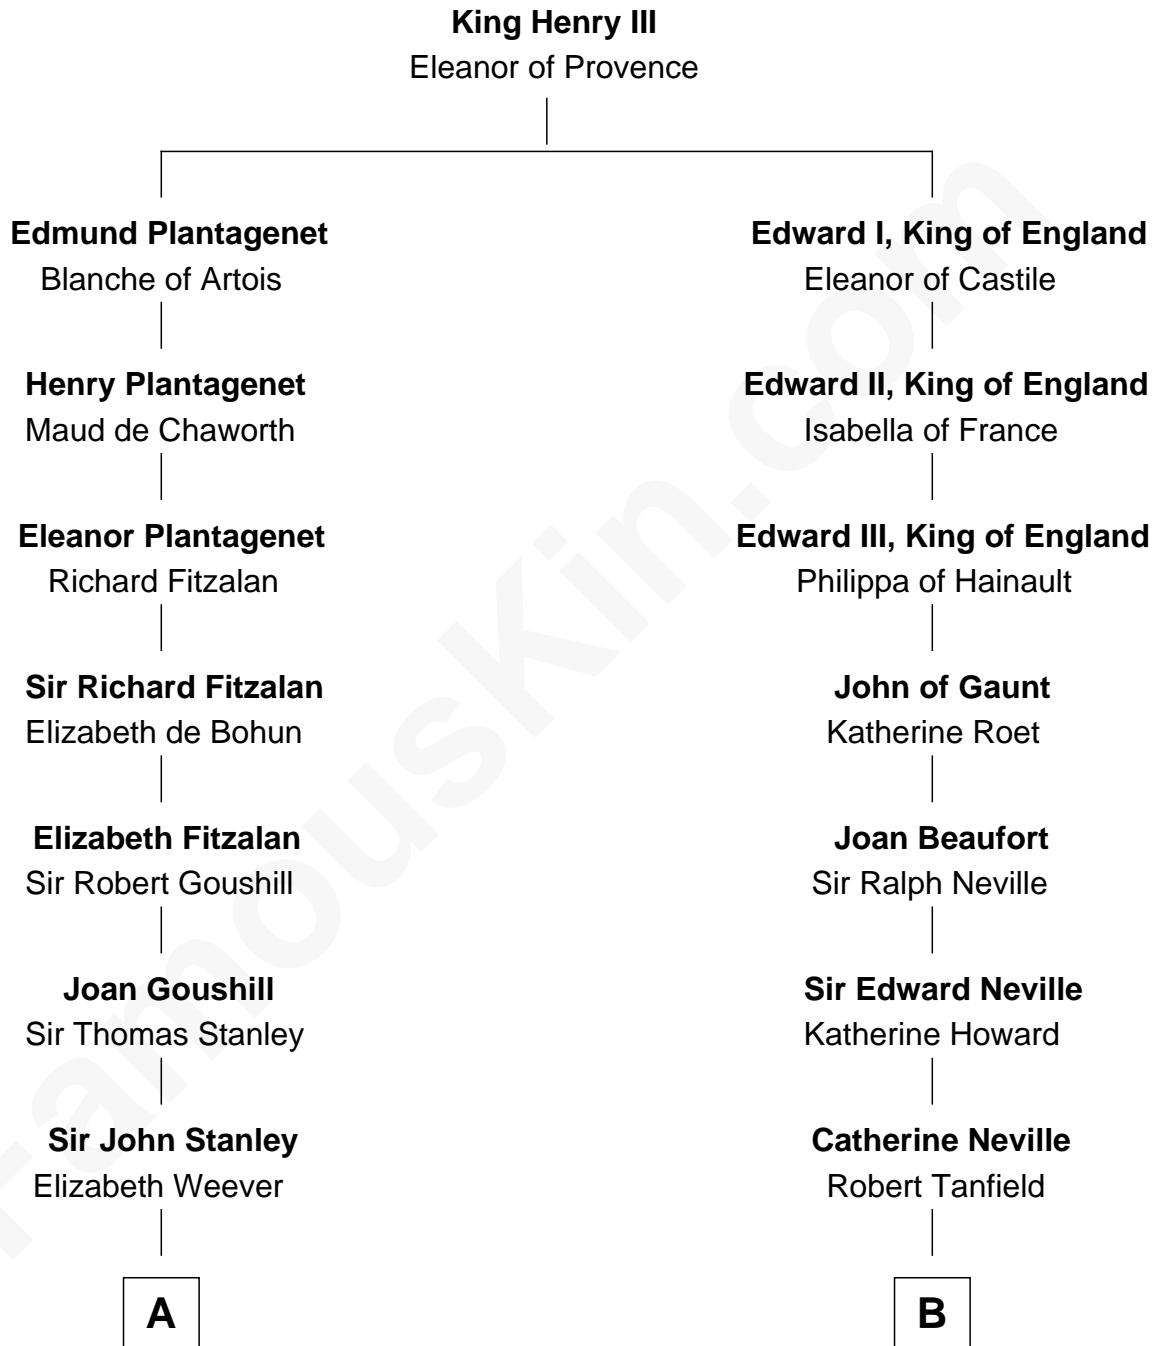 King Henry III
Eleanor of Provence
Edmund Plantagenet
Blanche of Artois
Henry Plantagenet
Maud de Chaworth
Eleanor Plantagenet
Richard Fitzalan
Sir Richard Fitzalan
Elizabeth de Bohun
Elizabeth Fitzalan
Sir Robert Goushill
Joan Goushill
Sir Thomas Stanley
Sir John Stanley
Elizabeth Weever
A
Edward I, King of England
Eleanor of Castile
Edward II, King of England
Isabella of France
Edward III, King of England
Philippa of Hainault
John of Gaunt
Katherine Roet
Joan Beaufort
Sir Ralph Neville
Sir Edward Neville
Katherine Howard
Catherine Neville
Robert Tanfield
B
FamousKin.com